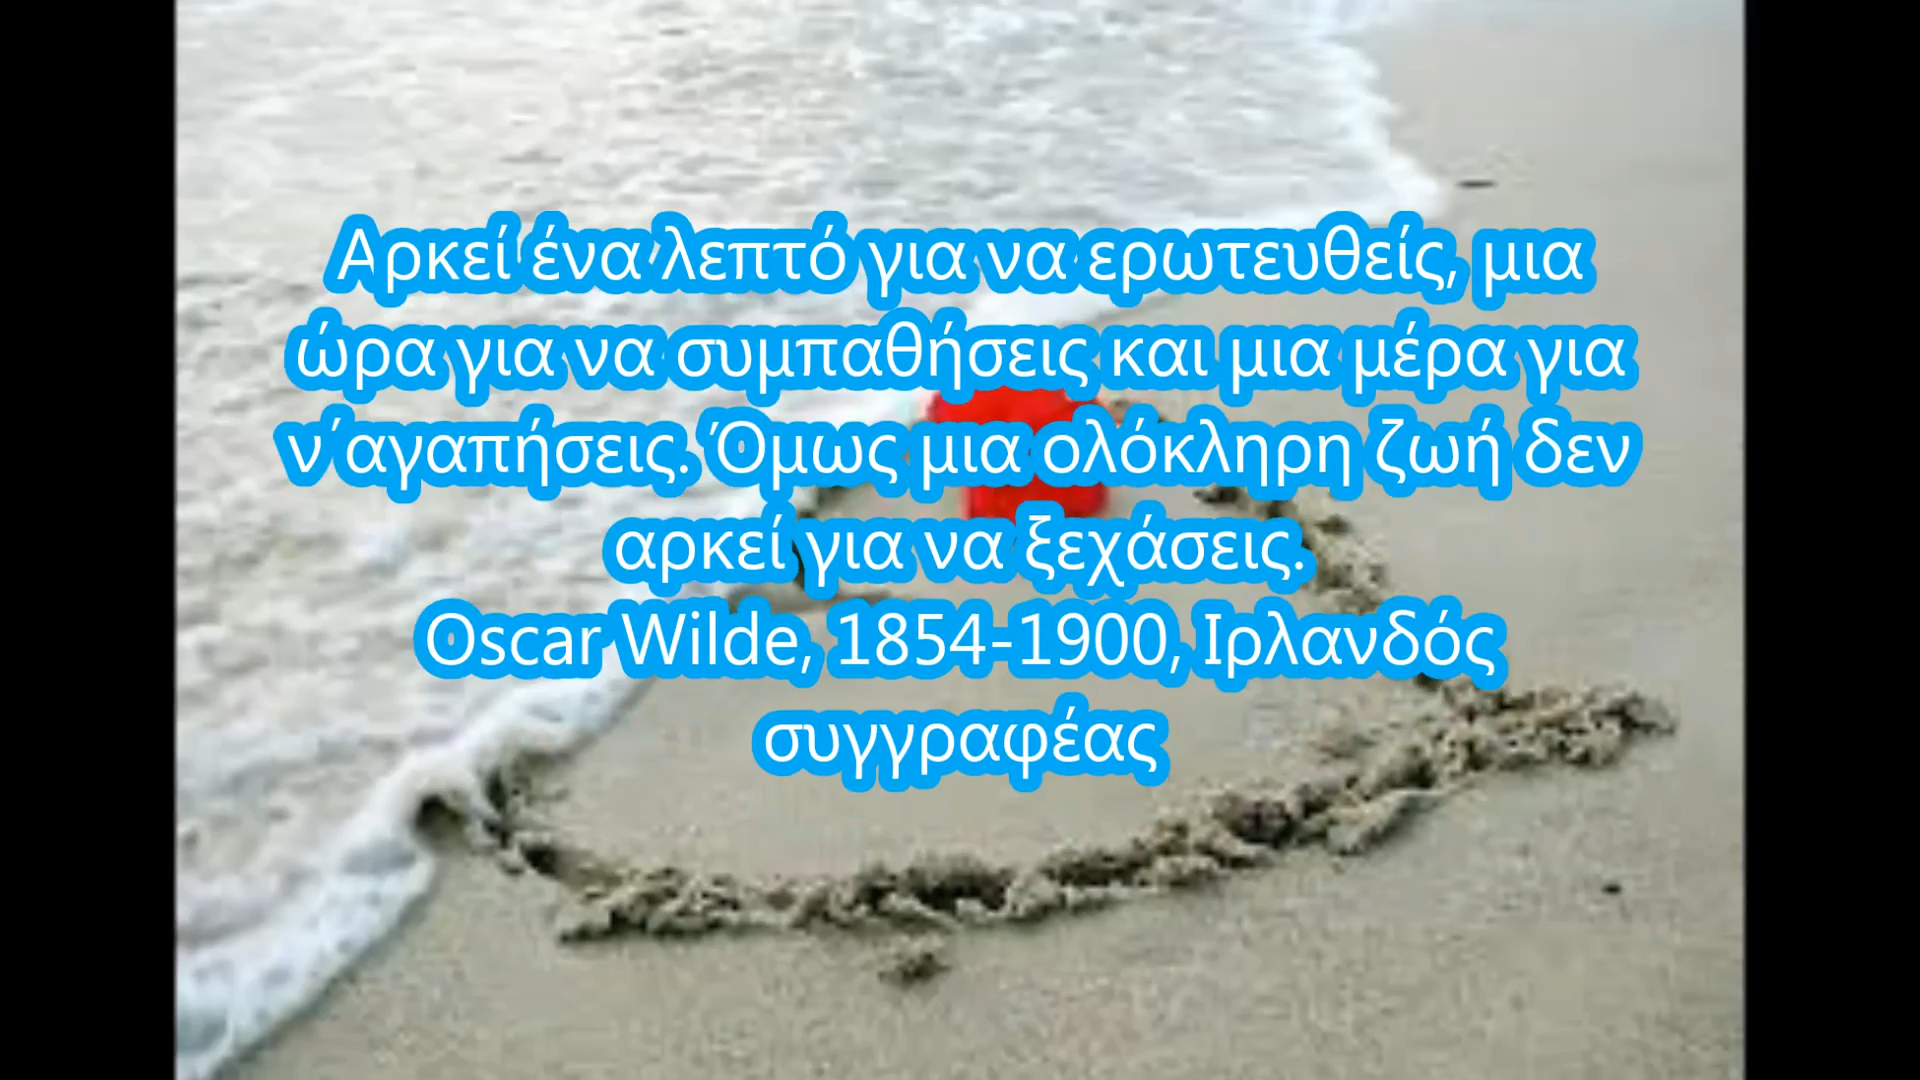 Αρκεί ένα λεπτό για να ερωτευθείς, μια
ώρα για να συμπαθήσεις και μια μέρα για
ν΄αγαπήσεις. Όμως μια ολόκληρη ζωή δεν
αρκεί για να ξεχάσεις.
Oscar Wilde, 1854-1900, Ιρλανδός
συγγραφέας